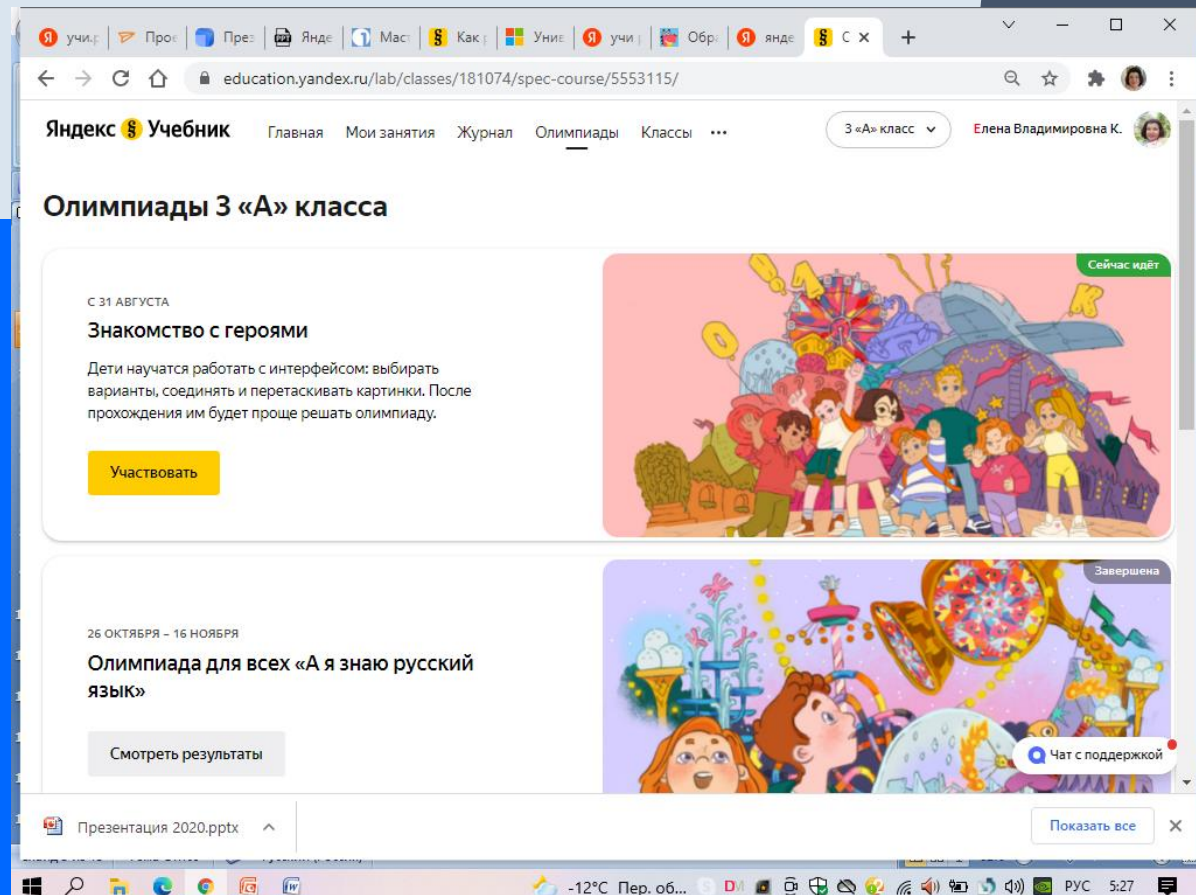 учи.р
Прое
През
Янде
Маст
Как р
Униe
учи р
Обр
янде
С
education.yandex.ru/lab/classes/181074/spec-course/5553115/
Яндекс Учебник
Главная Мои занятия Журнал Олимпиады Классы •••
3 «А» класс
Елена Владимировна К.
Олимпиады 3 «А» класса
Сейчас идёт
С 31 АВГУСТА
Знакомство с героями
Дети научатся работать с интерфейсом: выбирать
варианты, соединять и перетаскивать картинки. После
прохождения им будет проще решать олимпиаду.
Участвовать
Завершена
26 ОКТЯБРЯ – 16 НОЯБРЯ
Олимпиада для всех «А я знаю русский
язык»
Смотреть результаты
Чат с поддержкой
Презентация 2020.pptx
Показать все
-12°C Пер. об...
РУС 5:27